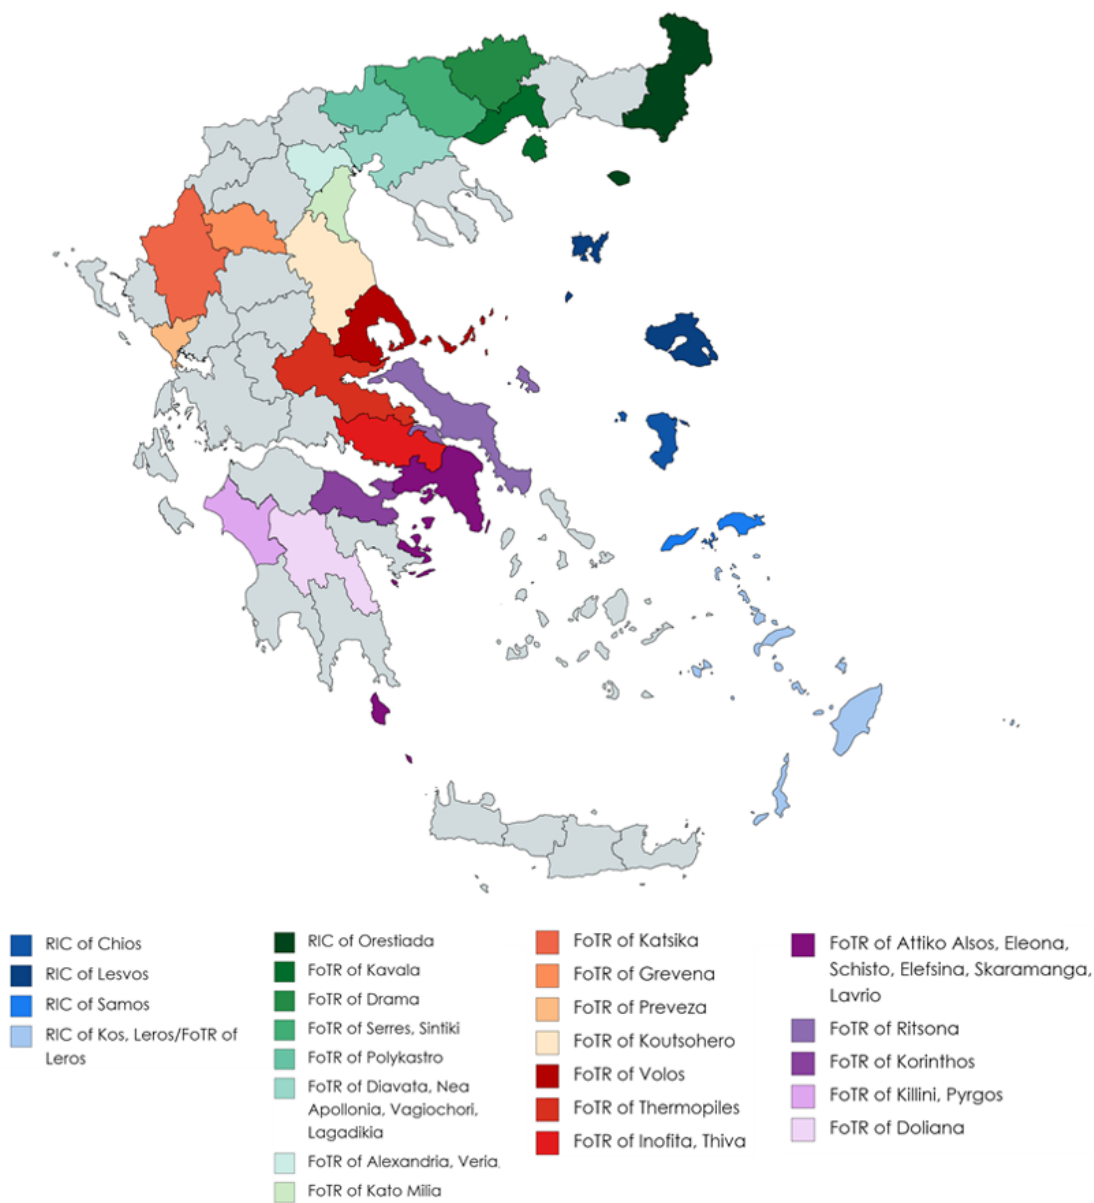 RIC of Chios
RIC of Lesvos
RIC of Samos
RIC of Kos, Leros/FoTR of
Leros
RIC of Orestiada
FoTR of Kavala
FoTR of Drama
FoTR of Serres, Sintiki
FoTR of Polykastro
FoTR of Diavata, Nea
Apollonia, Vagiochori,
Lagadikia
FoTR of Alexandria, Veria
FoTR of Kato Milia
FoTR of Katsika
FoTR of Grevena
FoTR of Preveza
FoTR of Koutsohero
FoTR of Volos
FoTR of Thermopiles
FoTR of Inofita, Thiva
FoTR of Attiko Alsos, Eleona,
Schisto, Elefsina, Skaramanga,
Lavrio
FoTR of Ritsona
FoTR of Korinthos
FoTR of Killini, Pyrgos
FoTR of Doliana